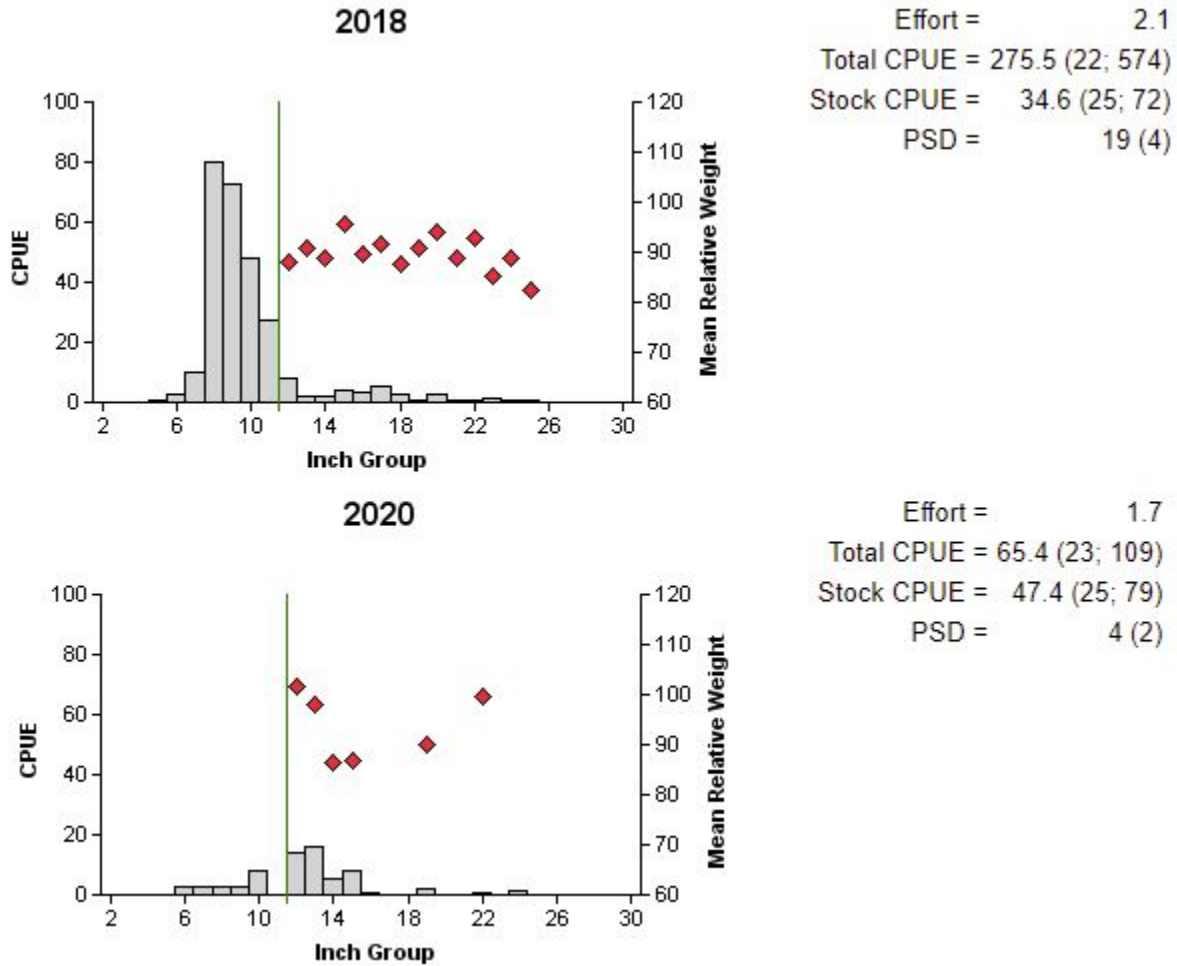 2018
Effort = 2.1
Total CPUE = 275.5 (22; 574)
Stock CPUE = 34.6 (25; 72)
PSD = 19 (4)
100
80
60
40
20
0
CPUE
120
110
100
90
80
70
60
Mean Relative Weight
2 6 10 14 18 22 26 30
Inch Group
2020
Effort = 1.7
Total CPUE = 65.4 (23; 109)
Stock CPUE = 47.4 (25; 79)
PSD = 4 (2)
100
80
60
40
20
0
CPUE
120
110
100
90
80
70
60
Mean Relative Weight
2 6 10 14 18 22 26 30
Inch Group